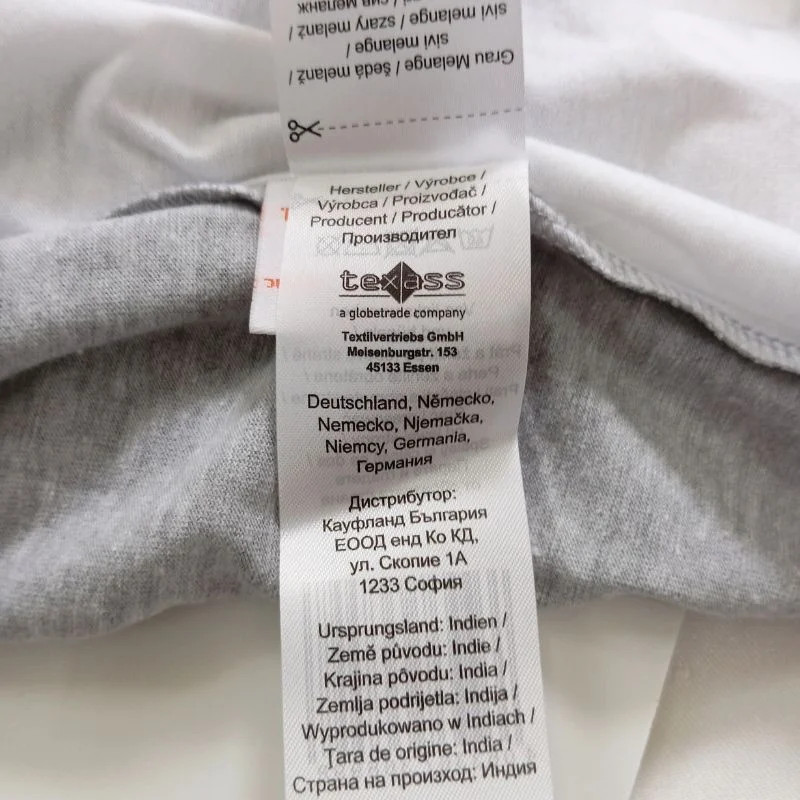 Grau Melange / šedá melanž /
sivi melange /
sivi melange / szary / melanż /
Hersteller / Výrobce /
Výrobca / Proizvođač /
Producent / Producător /
Производител
texass
a globetrade company
Textilvertriebs GmbH
Meisenburgstr. 153
45133 Essen
Deutschland, Německo,
Nemecko, Njemačka,
Niemcy, Germania,
Германия
Дистрибутор:
Кауфланд България
ЕООД енд Ко КД,
ул. Скопие 1А
1233 София
Ursprungsland: Indien /
Země původu: Indie /
Krajina pôvodu: India /
Zemlja podrijetla: Indija /
Wyprodukowano w Indiach /
Țara de origine: India /
Страна на произход: Индия